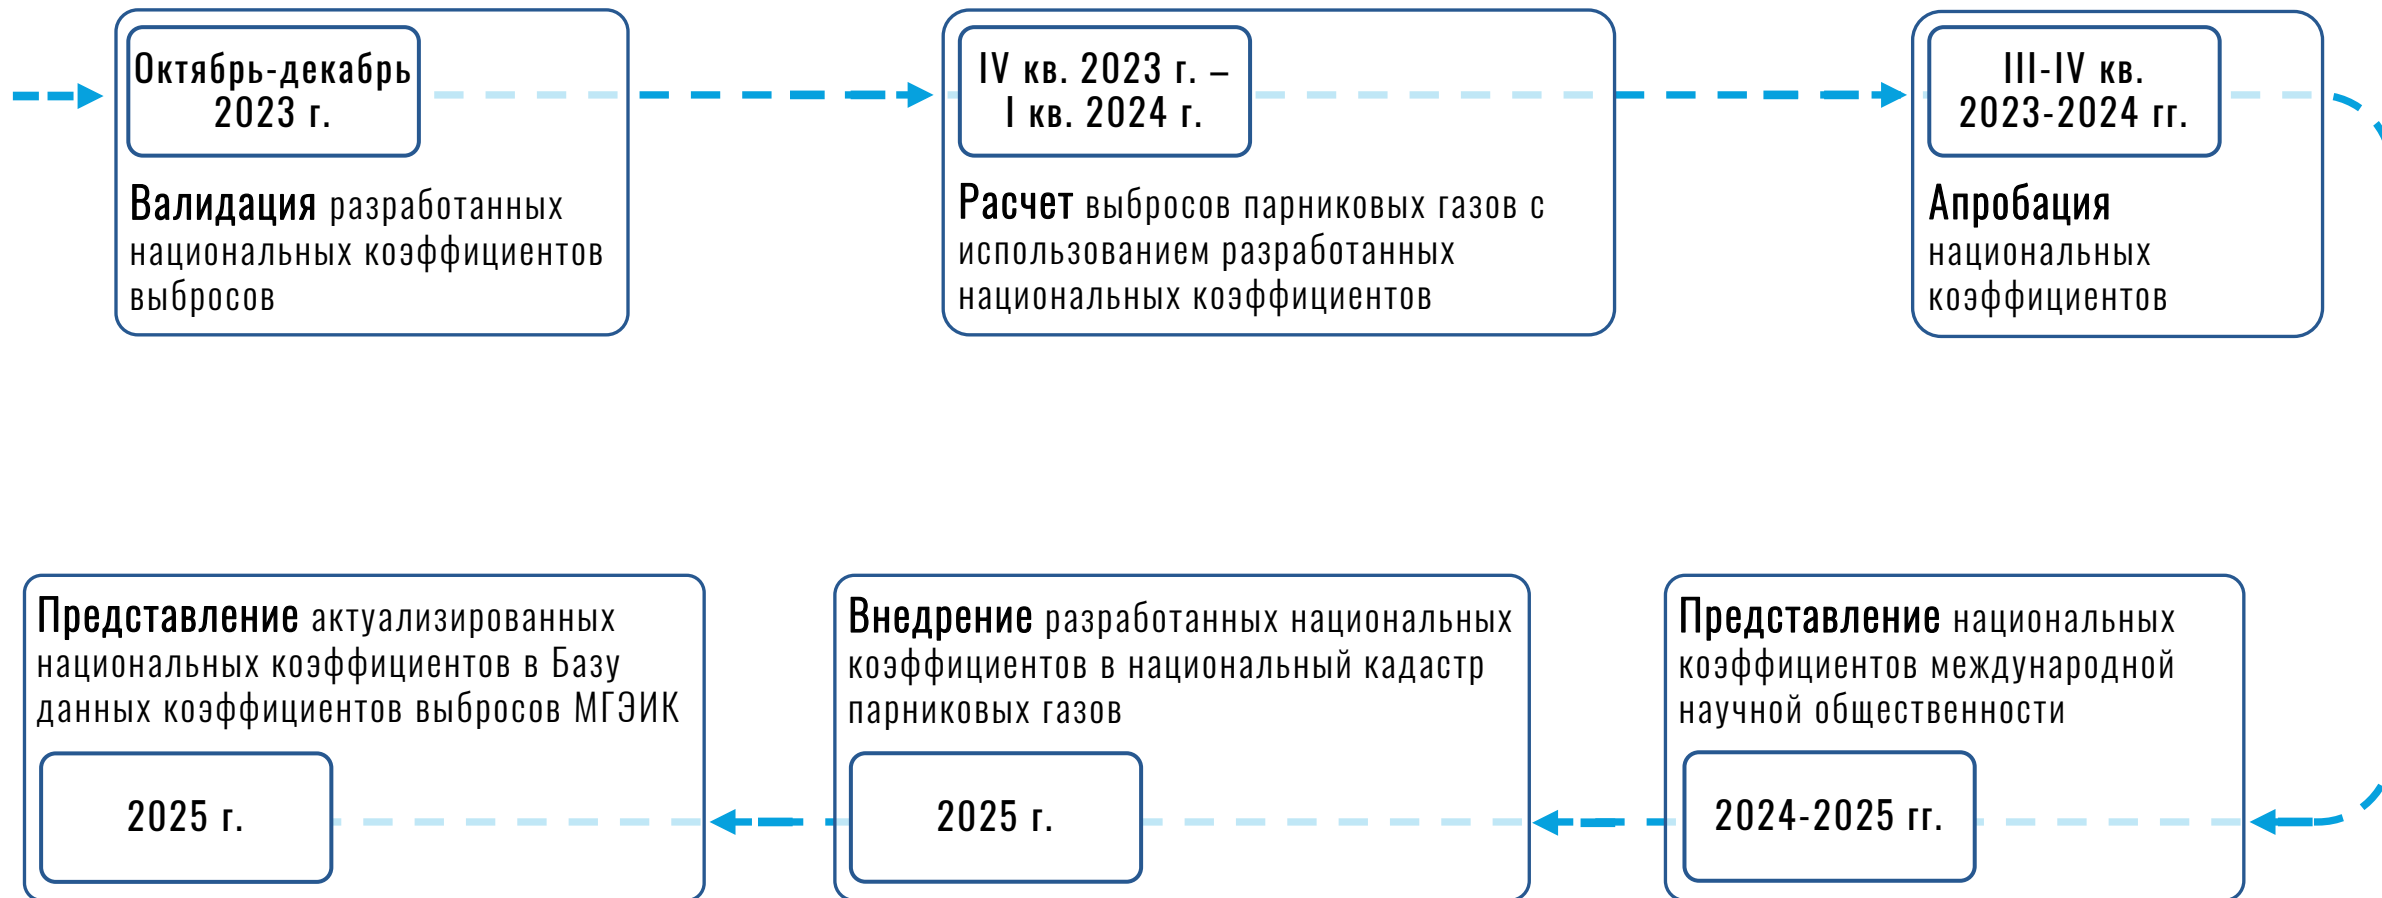 Октябрь-декабрь
2023 г.
Валидация разработанных
национальных коэффициентов
выбросов
IV кв. 2023 г. –
I кв. 2024 г.
Расчет выбросов парниковых газов с
использованием разработанных
национальных коэффициентов
III-IV кв.
2023-2024 гг.
Апробация
национальных
коэффициентов
Представление национальных
коэффициентов международной
научной общественности
2024-2025 гг.
Внедрение разработанных национальных
коэффициентов в национальный кадастр
парниковых газов
2025 г.
Представление актуализированных
национальных коэффициентов в Базу
данных коэффициентов выбросов МГЭИК
2025 г.